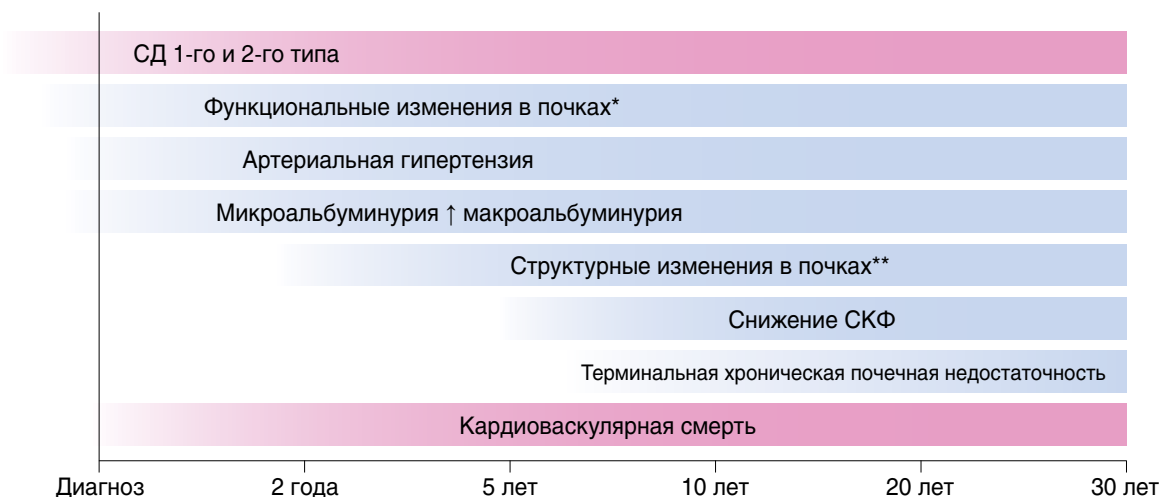 СД 1-го и 2-го типа
Функциональные изменения в почках*
Артериальная гипертензия
Микроальбуминурия ↑ макроальбуминурия
Структурные изменения в почках**
Снижение СКФ
Терминальная хроническая почечная недостаточность
Кардиоваскулярная смерть
Диагноз 2 года 5 лет 10 лет 20 лет 30 лет